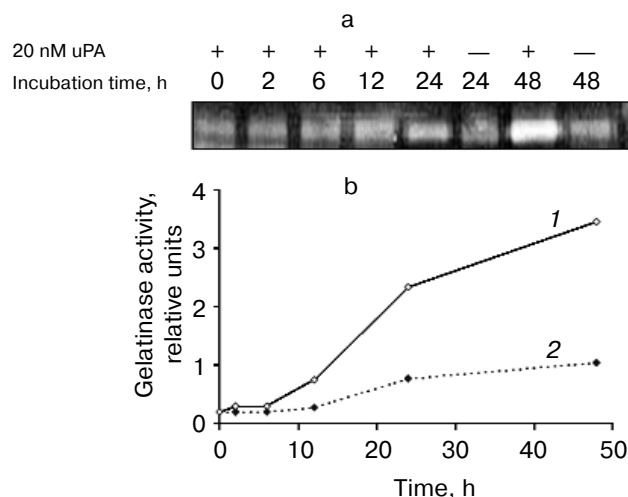 a
20 nM uPA + + + + + — + —
Incubation time, h 0 2 6 12 24 24 48 48
b
Gelatinase activity,
relative units
4
3
2
1
0
1
2
0 10 20 30 40 50
Time, h